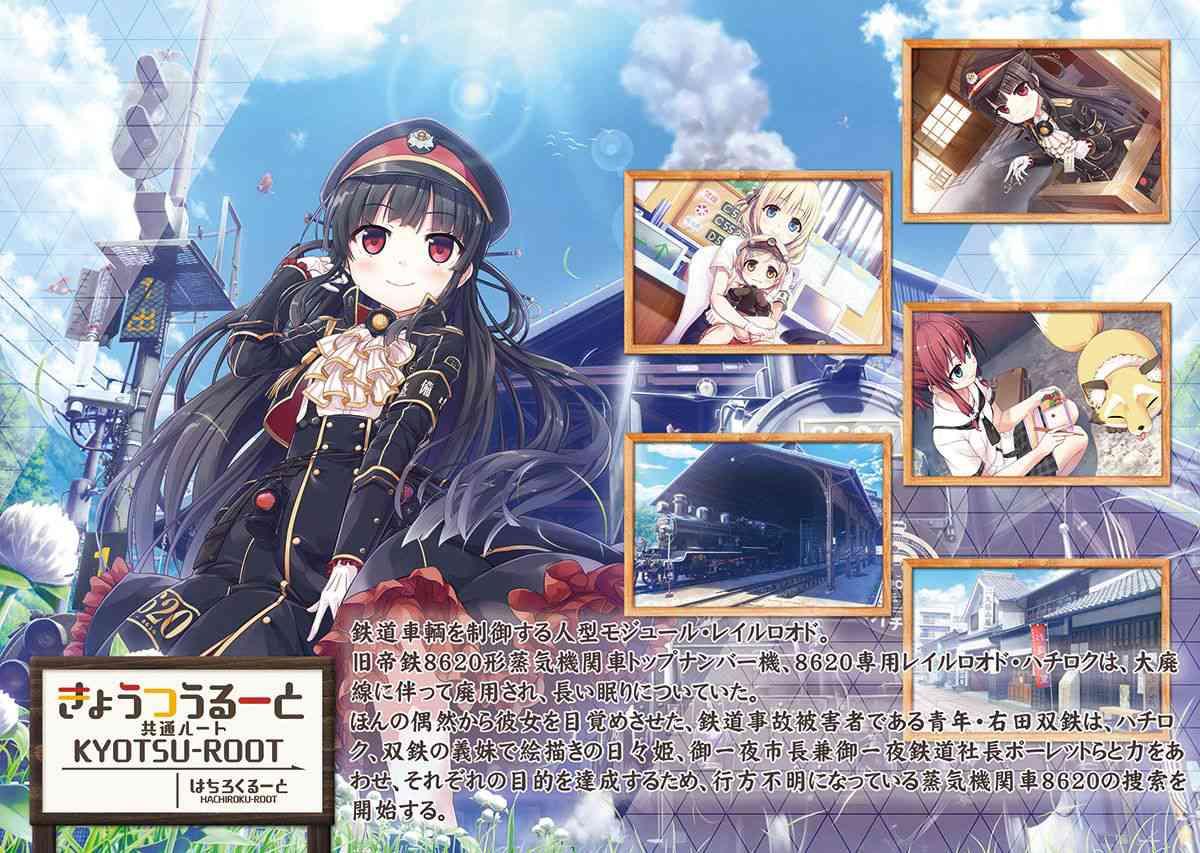 鉄道車輌を制御する人型モジュール・レイルロオド。
旧帝鉄8620形蒸気機関車トップナンバー機、8620専用レイルロオド・ハチロクは、大廃
線に伴って廃用され、長い眠りについていた。
ほんの偶然から彼女を目覚めさせた、鉄道事故被害者である青年・右田双鉄は、ハチロ
ク、双鉄の義妹で絵描きの日々姫、御一夜市長兼御一夜鉄道社長ポーレットらと力をあ
わせ、それぞれの目的を達成するため、行方不明になっている蒸気機関車8620の捜索を
開始する。
きょうつうるーと
共通ルート
KYOTSU-ROOT
はちろくるーと
HACHIROKU-ROOT
8620
C55